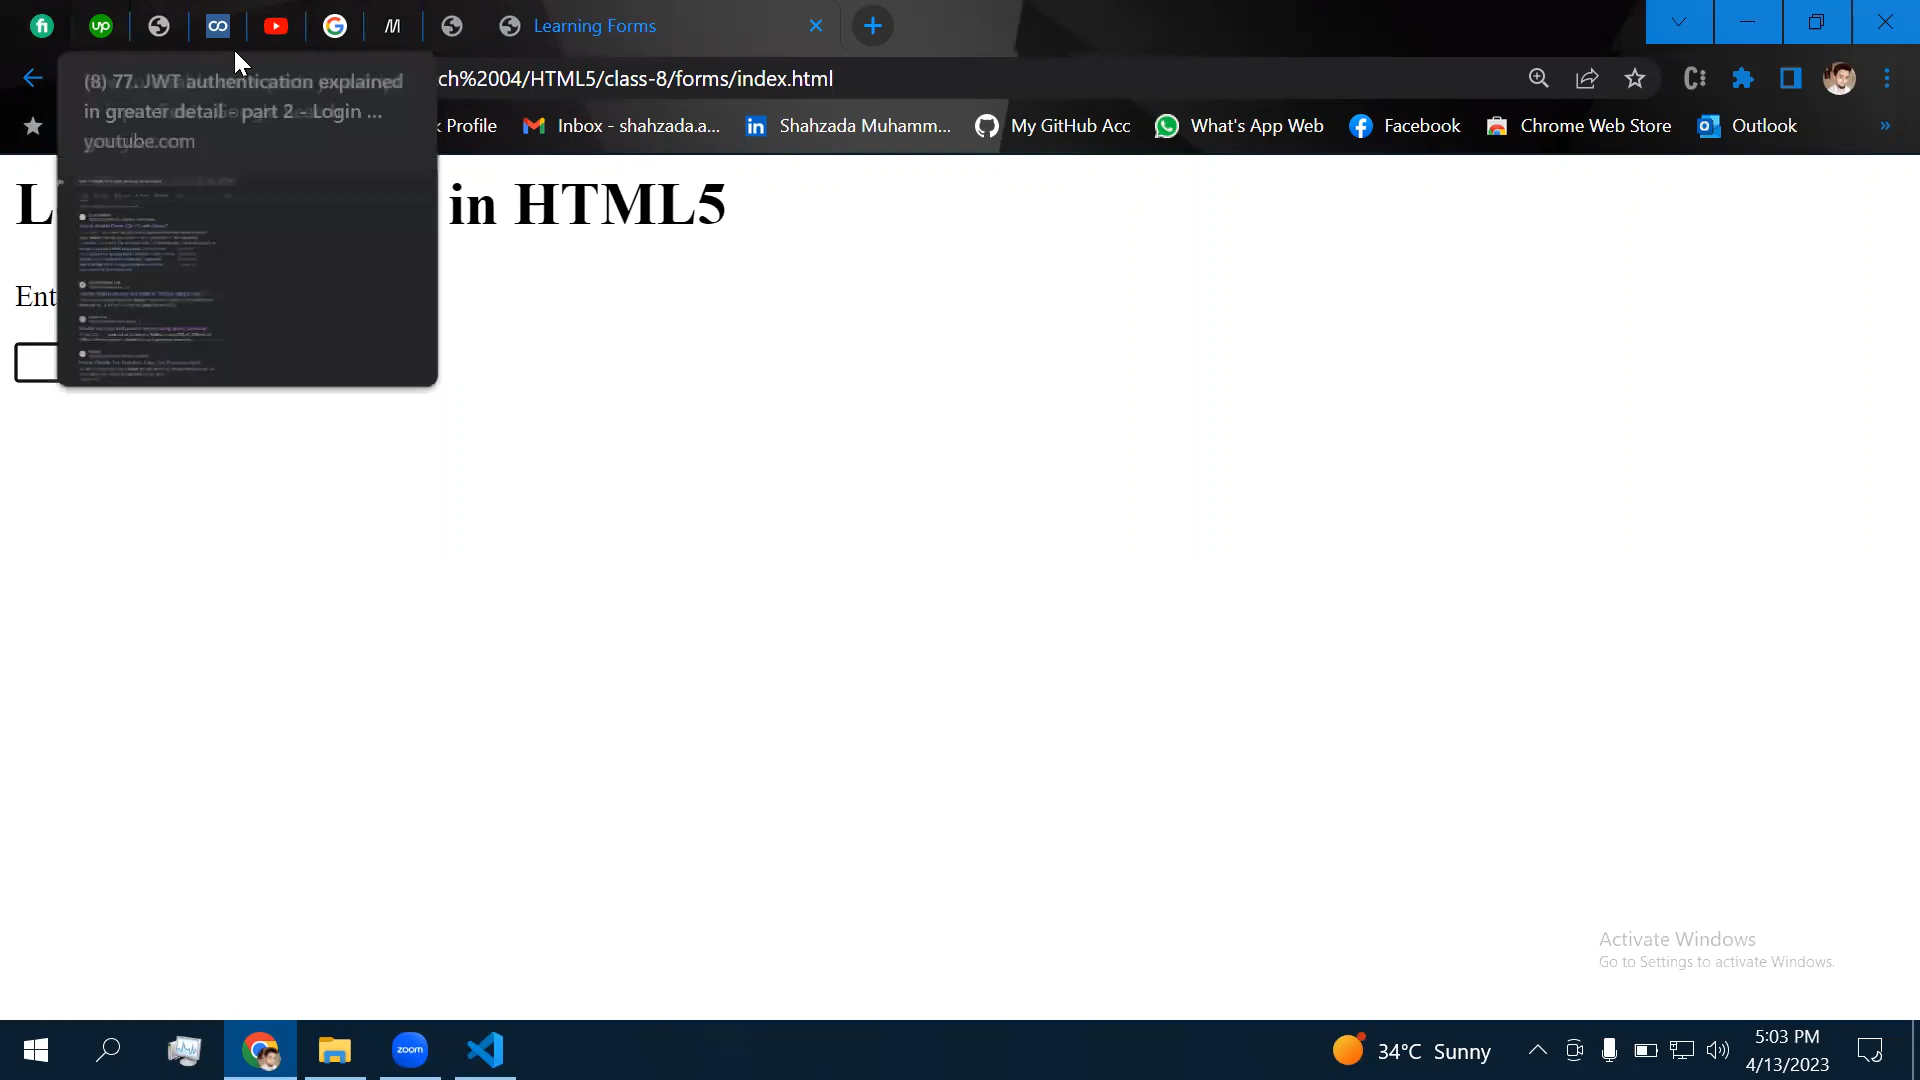 Learning Forms
ch%2004/HTML5/class-8/forms/index.html
(8) 77. JWT authentication explained
in greater detail - part 2 - Login ...
youtube.com
k Profile
Inbox - shahzada.a...
in
Shahzada Muhamm...
My GitHub Acc
What's App Web
Facebook
Chrome Web Store
Outlook
»
L in HTML5
Ent
Activate Windows
Go to Settings to activate Windows.
zoom
34°C Sunny
5:03 PM
4/13/2023